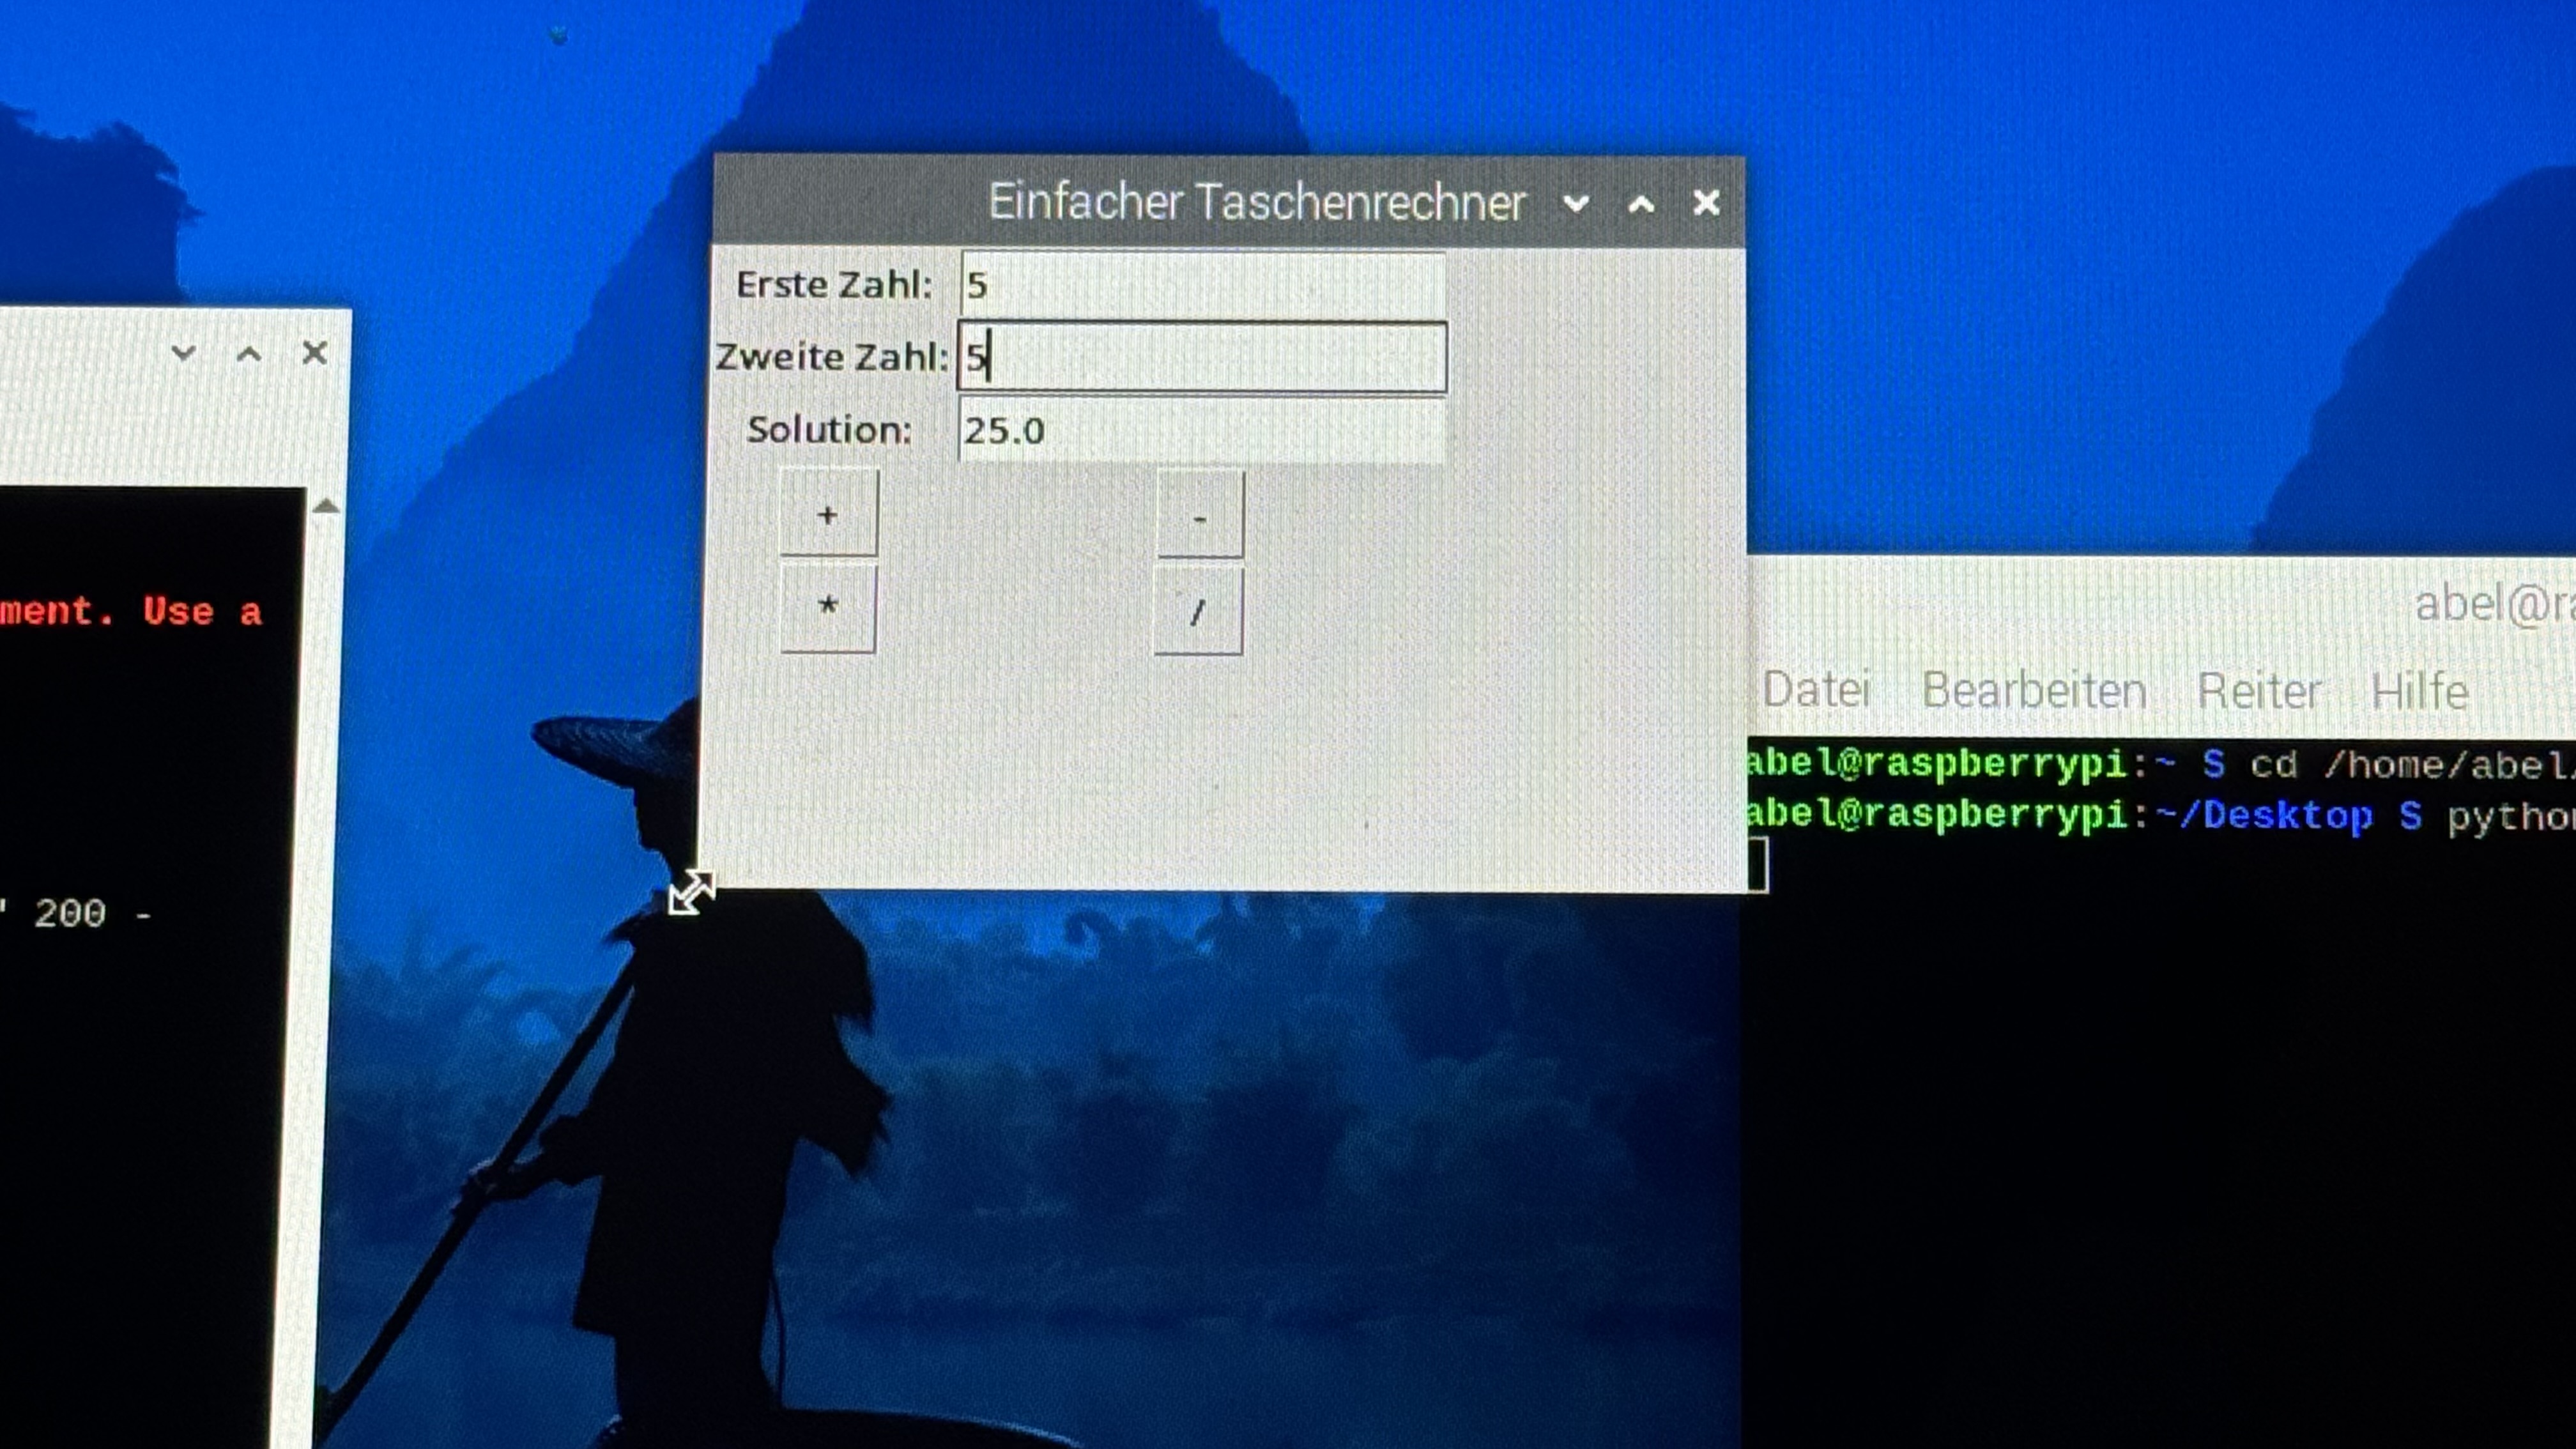 Einfacher Taschenrechner
Erste Zahl: 5
Zweite Zahl: 5
Solution: 25.0
+ -
* /
ment. Use a
' 200 -
abel@ra
Datei Bearbeiten Reiter Hilfe
abel@raspberrypi:~ $ cd /home/abel/
abel@raspberrypi:~/Desktop $ python